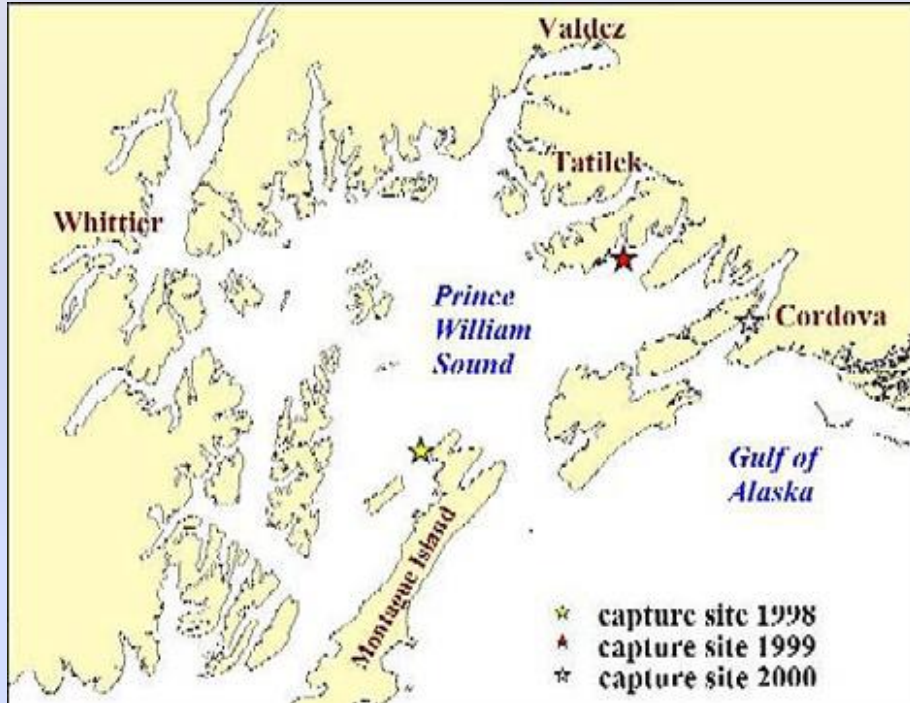 Valdez
Tatilek
Whittier
Prince
William
Sound
Cordova
Gulf of
Alaska
Montague Island
capture site 1998
capture site 1999
capture site 2000